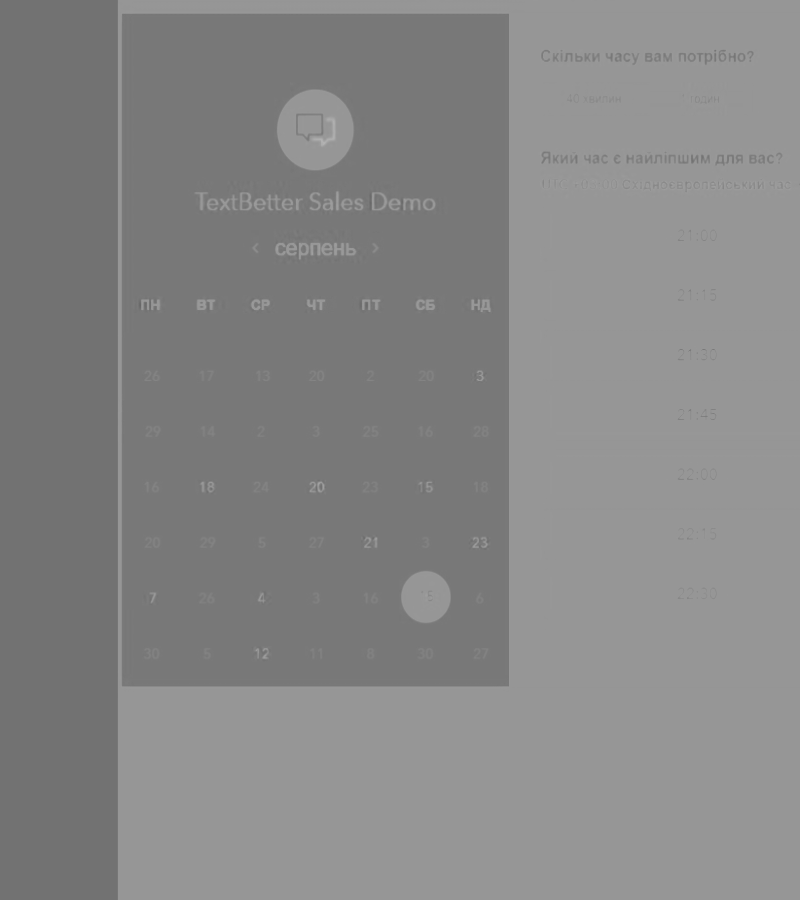 TextBetter Sales Demo
‹ серпень ›
ПН ВТ СР ЧТ ПТ СБ НД
26 17 13 20 2 20 3
29 14 2 3 25 16 28
16 18 24 20 23 15 18
20 29 5 27 21 3 23
7 26 4 3 16 6
30 5 12 11 8 30 27
Скільки часу вам потрібно?
40 хвилин годин
Який час є найліпшим для вас?
Східноєвропейський час
21:00
21:15
21:30
21:45
22:00
22:15
22:30